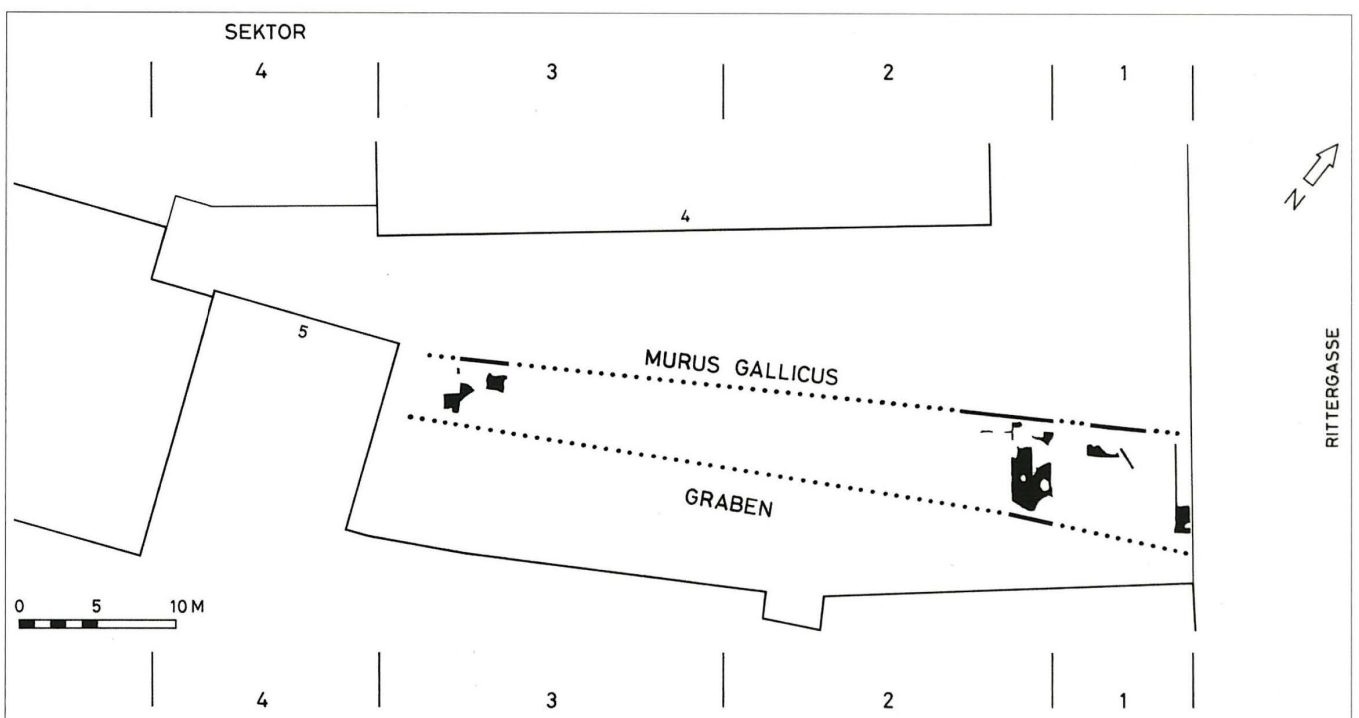 SEKTOR
4 3 2 1
4
N
5
MURUS GALLICUS
RITTERGASSE
GRABEN
0 5 10 M
4 3 2 1